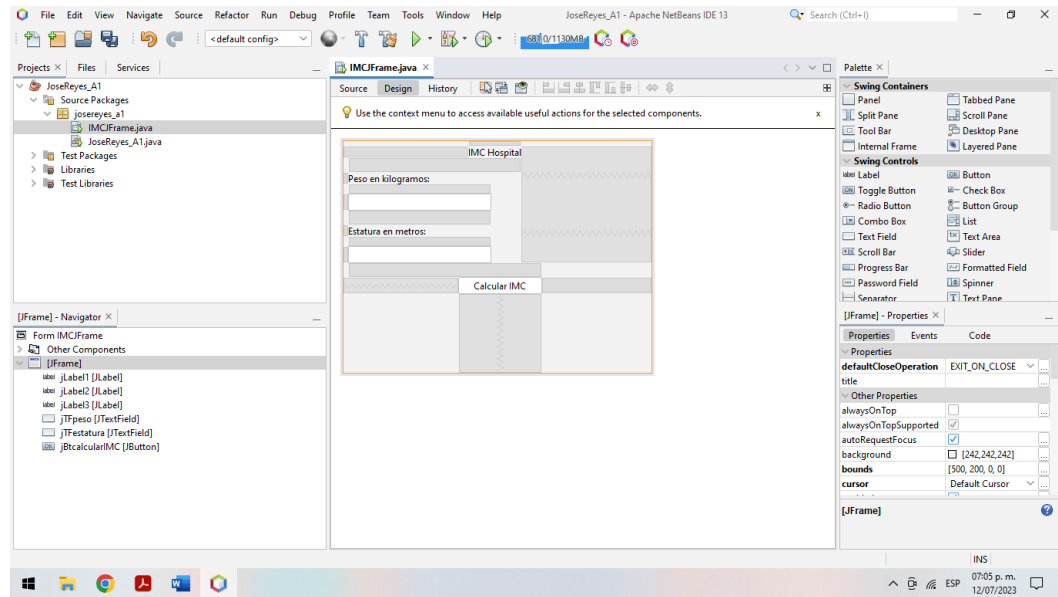 File Edit View Navigate Source Refactor Run Debug Profile Team Tools Window Help JoseReyes_A1 - Apache NetBeans IDE 13 Search (Ctrl+I)
<default config> 681,0/1130MB
Projects Files Services
JoseReyes_A1
Source Packages
josereyes_a1
IMCJFrame.java
JoseReyes_A1.java
Test Packages
Libraries
Test Libraries
[JFrame] - Navigator
Form IMCJFrame
Other Components
[JFrame]
label jLabel1 [JLabel]
label jLabel2 [JLabel]
label jLabel3 [JLabel]
jTFpeso [JTextField]
jTFestatura [JTextField]
OK jBtcalcularIMC [JButton]
IMCJFrame.java
Source Design History
Use the context menu to access available useful actions for the selected components. x
IMC Hospital
Peso en kilogramos:
Estatura en metros:
Calcular IMC
Palette
Swing Containers
Panel Tabbed Pane
Split Pane Scroll Pane
Tool Bar Desktop Pane
Internal Frame Layered Pane
Swing Controls
label Label OK Button
ON Toggle Button Check Box
Radio Button Button Group
Combo Box List
Text Field Text Area
Scroll Bar Slider
Progress Bar Formatted Field
Password Field Spinner
Separator Text Pane
[JFrame] - Properties
Properties Events Code
Properties
defaultCloseOperation EXIT_ON_CLOSE ...
title ...
Other Properties
alwaysOnTop ...
alwaysOnTopSupported
autoRequestFocus ...
background [242,242,242] ...
bounds [500, 200, 0, 0] ...
cursor Default Cursor ...
[JFrame]
INS
ESP 07:05 p. m.
12/07/2023